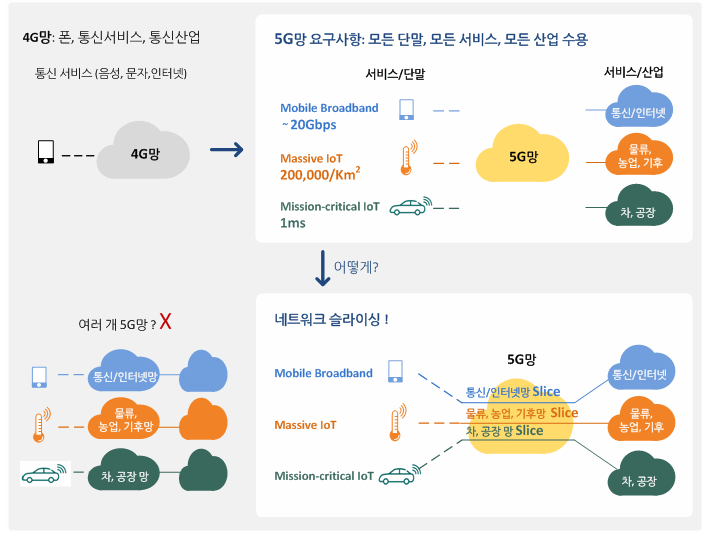 4G망: 폰, 통신서비스, 통신산업
통신 서비스 (음성, 문자,인터넷)
4G망
5G망 요구사항: 모든 단말, 모든 서비스, 모든 산업 수용
서비스/단말
서비스/산업
Mobile Broadband
~ 20Gbps
통신/인터넷
Massive IoT
200,000/Km²
5G망
물류,
농업, 기후
Mission-critical IoT
1ms
차, 공장
어떻게?
여러 개 5G망 ? X
통신/인터넷망
물류,
농업, 기후망
차, 공장 망
네트워크 슬라이싱 !
5G망
Mobile Broadband
통신/인터넷망 Slice
통신/인터넷
Massive IoT
물류, 농업, 기후망 Slice
물류,
농업, 기후
차, 공장 망 Slice
Mission-critical IoT
차, 공장